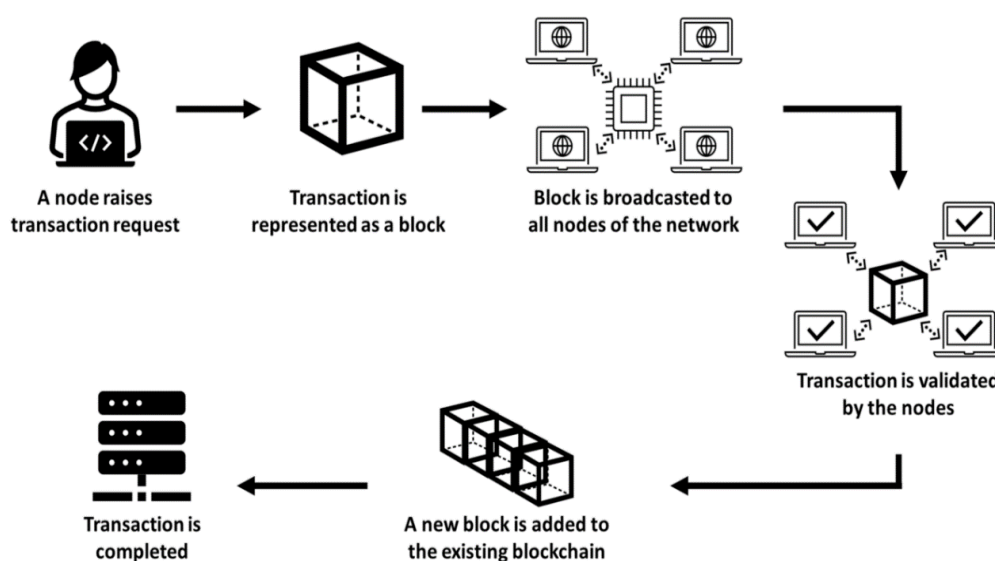 </>
A node raises
transaction request
Transaction is
represented as a block
Block is broadcasted to
all nodes of the network
Transaction is validated
by the nodes
A new block is added to
the existing blockchain
Transaction is
completed